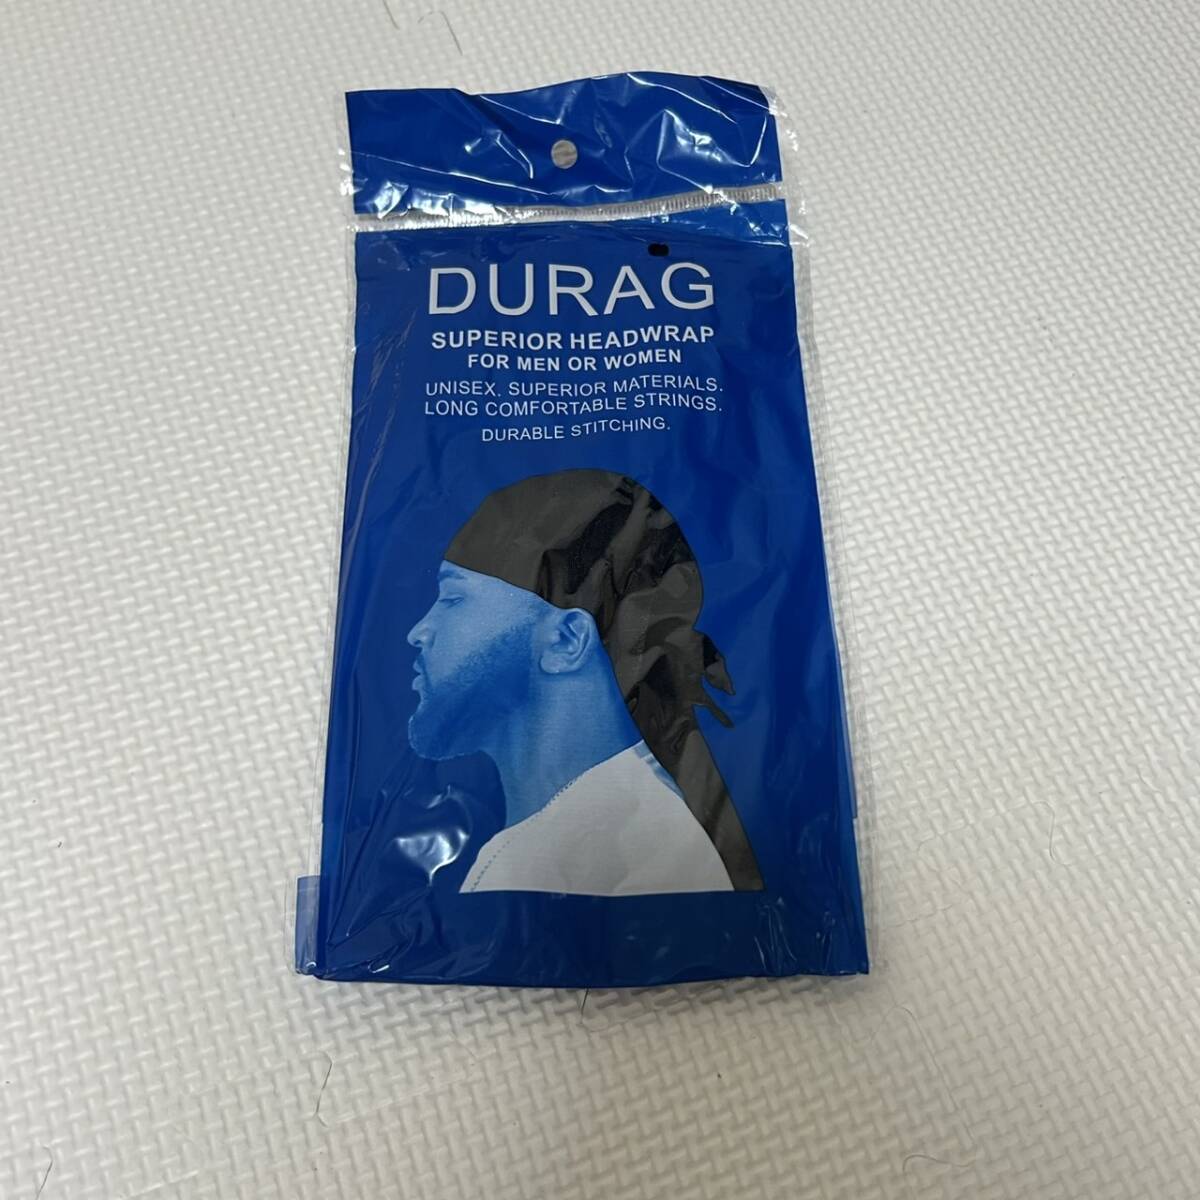 DURAG
SUPERIOR HEADWRAP
FOR MEN OR WOMEN
UNISEX. SUPERIOR MATERIALS.
LONG COMFORTABLE STRINGS.
DURABLE STITCHING.